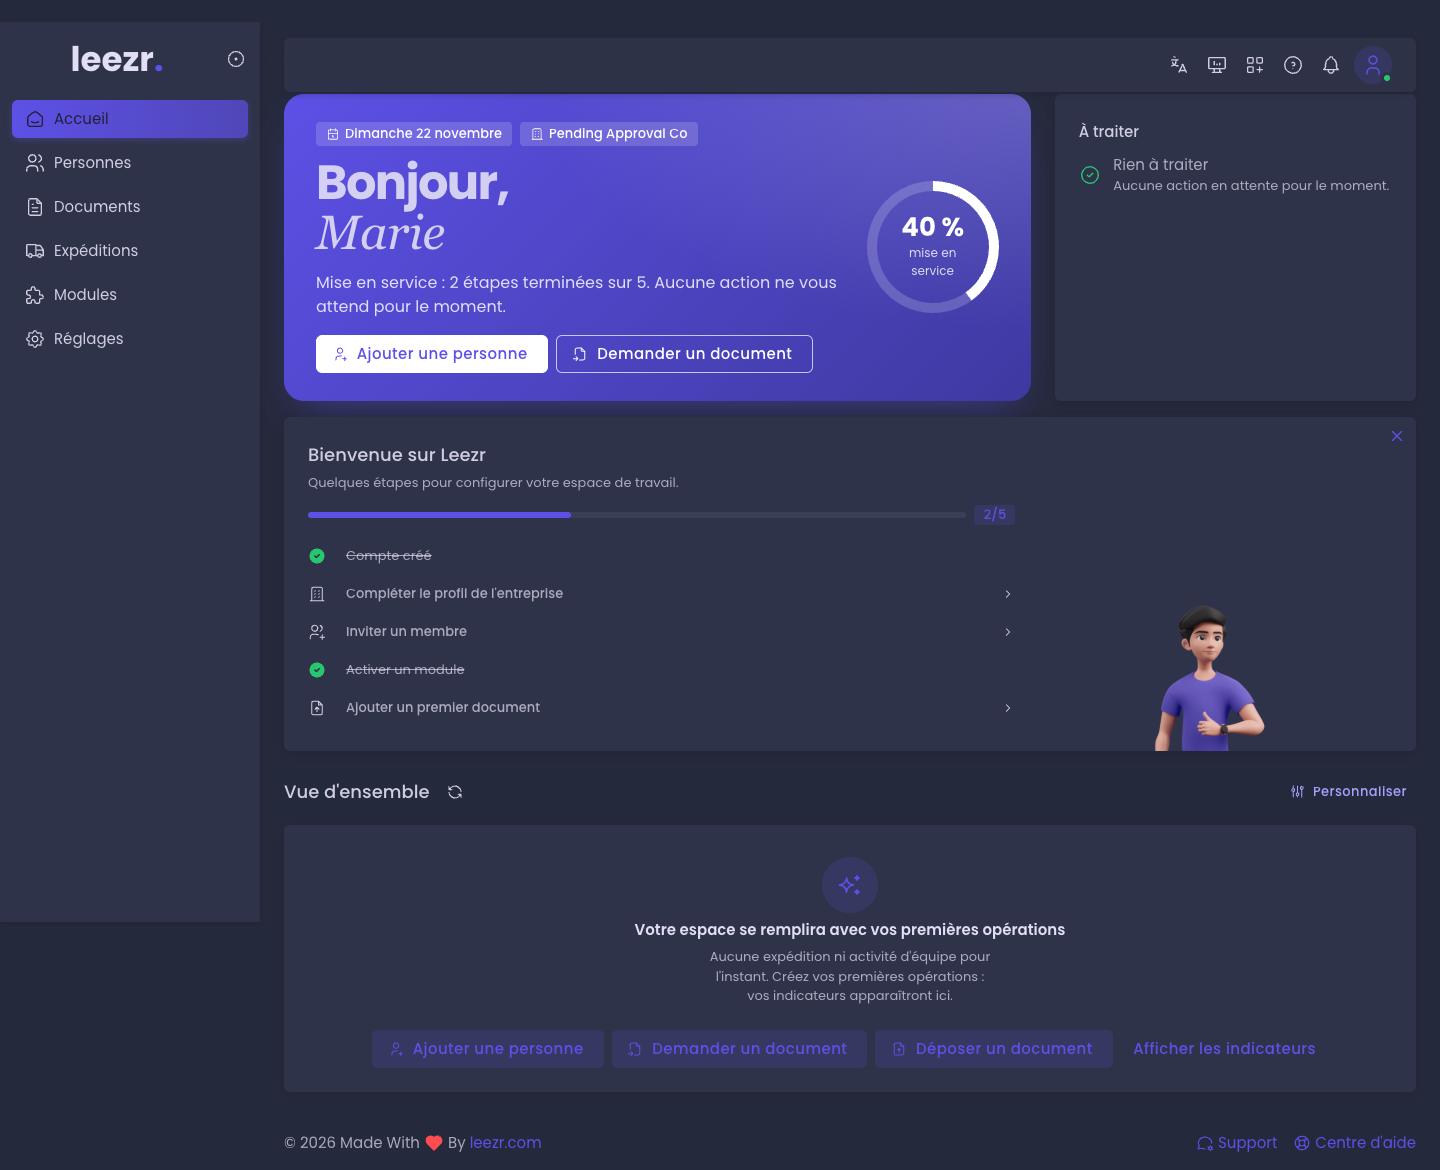 leezr.
Accueil
Personnes
Documents
Expéditions
Modules
Réglages
Dimanche 22 novembre
Pending Approval Co
Bonjour,
Marie
Mise en service : 2 étapes terminées sur 5. Aucune action ne vous
attend pour le moment.
Ajouter une personne
Demander un document
40 %
mise en
service
À traiter
Rien à traiter
Aucune action en attente pour le moment.
Bienvenue sur Leezr
Quelques étapes pour configurer votre espace de travail.
2/5
Compte créé
Compléter le profil de l'entreprise
Inviter un membre
Activer un module
Ajouter un premier document
Vue d'ensemble
Personnaliser
Votre espace se remplira avec vos premières opérations
Aucune expédition ni activité d'équipe pour
l'instant. Créez vos premières opérations :
vos indicateurs apparaîtront ici.
Ajouter une personne
Demander un document
Déposer un document
Afficher les indicateurs
© 2026 Made With ❤ By leezr.com
Support
Centre d'aide